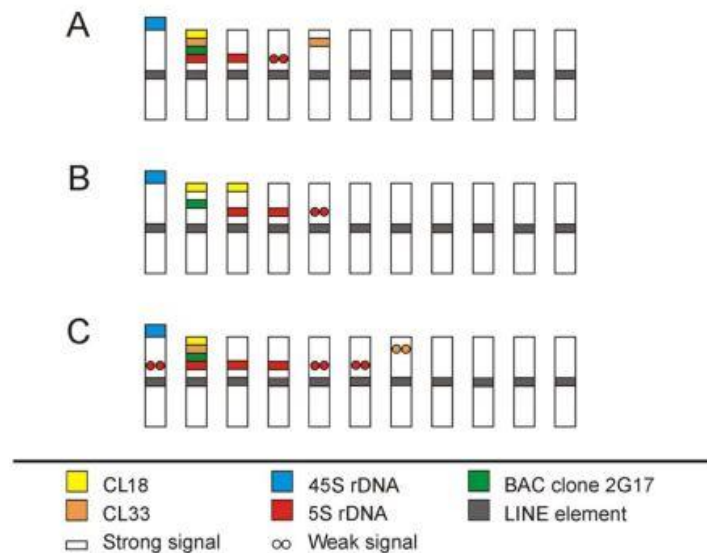 A
B
C
CL18
45S rDNA
BAC clone 2G17
CL33
5S rDNA
LINE element
Strong signal
Weak signal